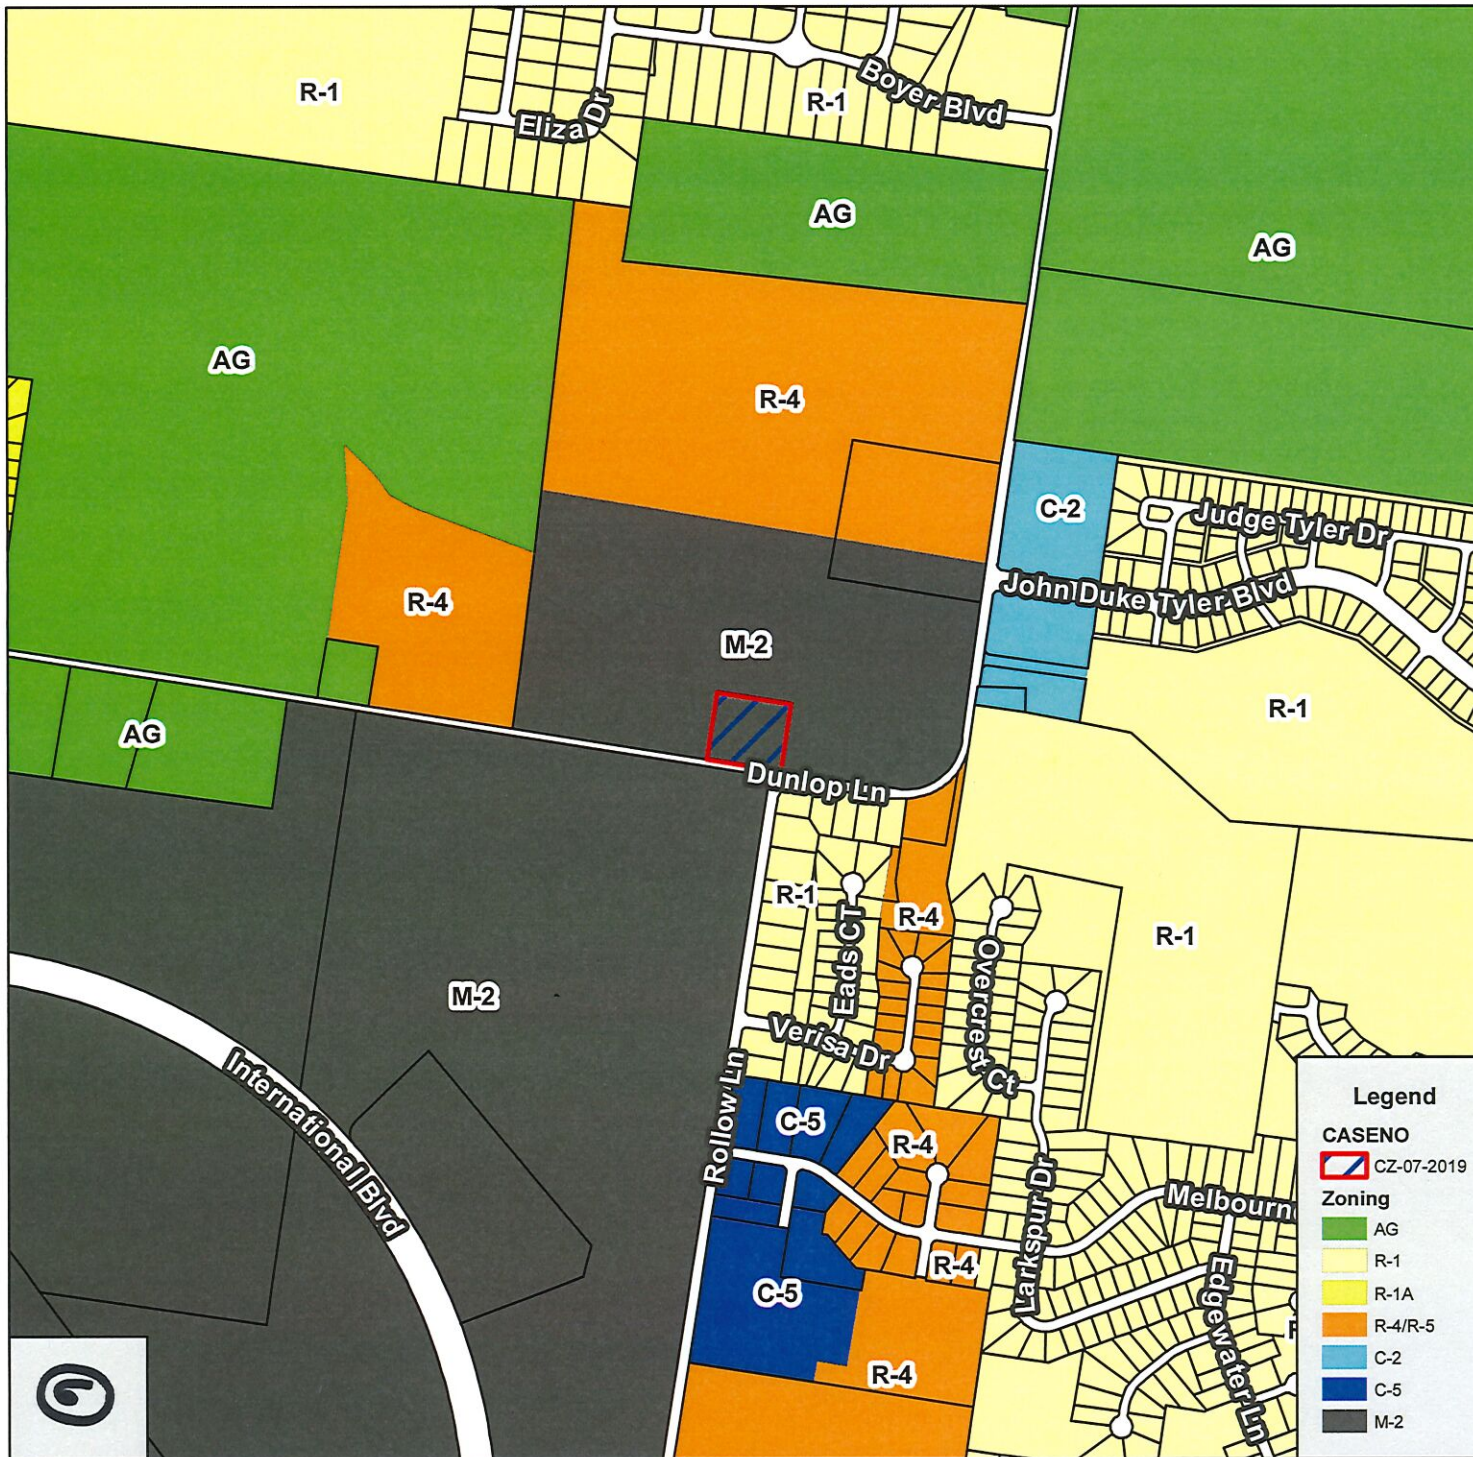 R-1
R-1
Boyer Blvd
Eliza Dr
AG
AG
AG
R-4
C-2
Judge Tyler Dr
John Duke Tyler Blvd
R-4
M-2
R-1
AG
Dunlop Ln
R-1
R-4
R-1
Eads CT
Overcrest Ct
M-2
Verisa Dr
International Blvd
Rollow Ln
C-5
R-4
Larkspur Dr
Melbourn
R-4
C-5
Edgewater Ln
R-4
Legend
CASENO
CZ-07-2019
Zoning
AG
R-1
R-1A
R-4/R-5
C-2
C-5
M-2